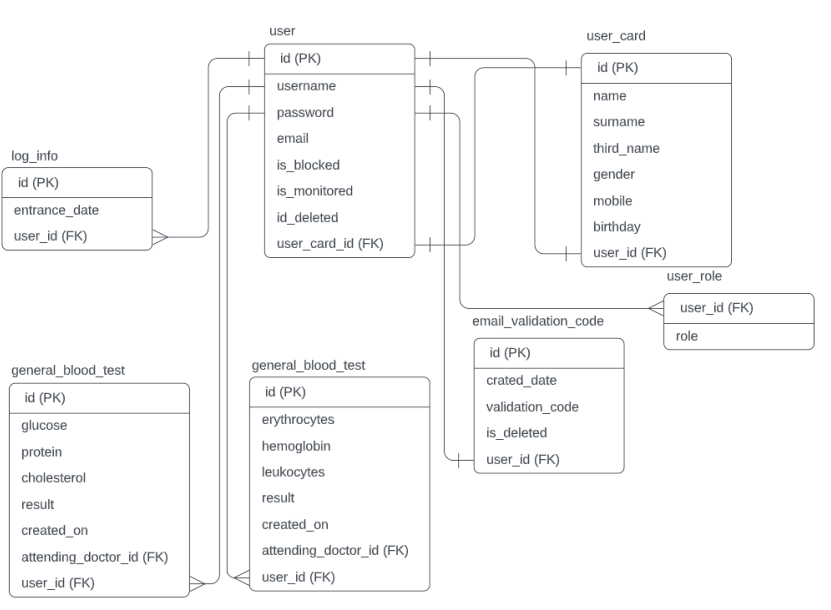 user
id (PK)
username
password
email
is_blocked
is_monitored
id_deleted
user_card_id (FK)
user_card
id (PK)
name
surname
third_name
gender
mobile
birthday
user_id (FK)
log_info
id (PK)
entrance_date
user_id (FK)
user_role
user_id (FK)
role
email_validation_code
id (PK)
crated_date
validation_code
is_deleted
user_id (FK)
general_blood_test
id (PK)
glucose
protein
cholesterol
result
created_on
attending_doctor_id (FK)
user_id (FK)
general_blood_test
id (PK)
erythrocytes
hemoglobin
leukocytes
result
created_on
attending_doctor_id (FK)
user_id (FK)